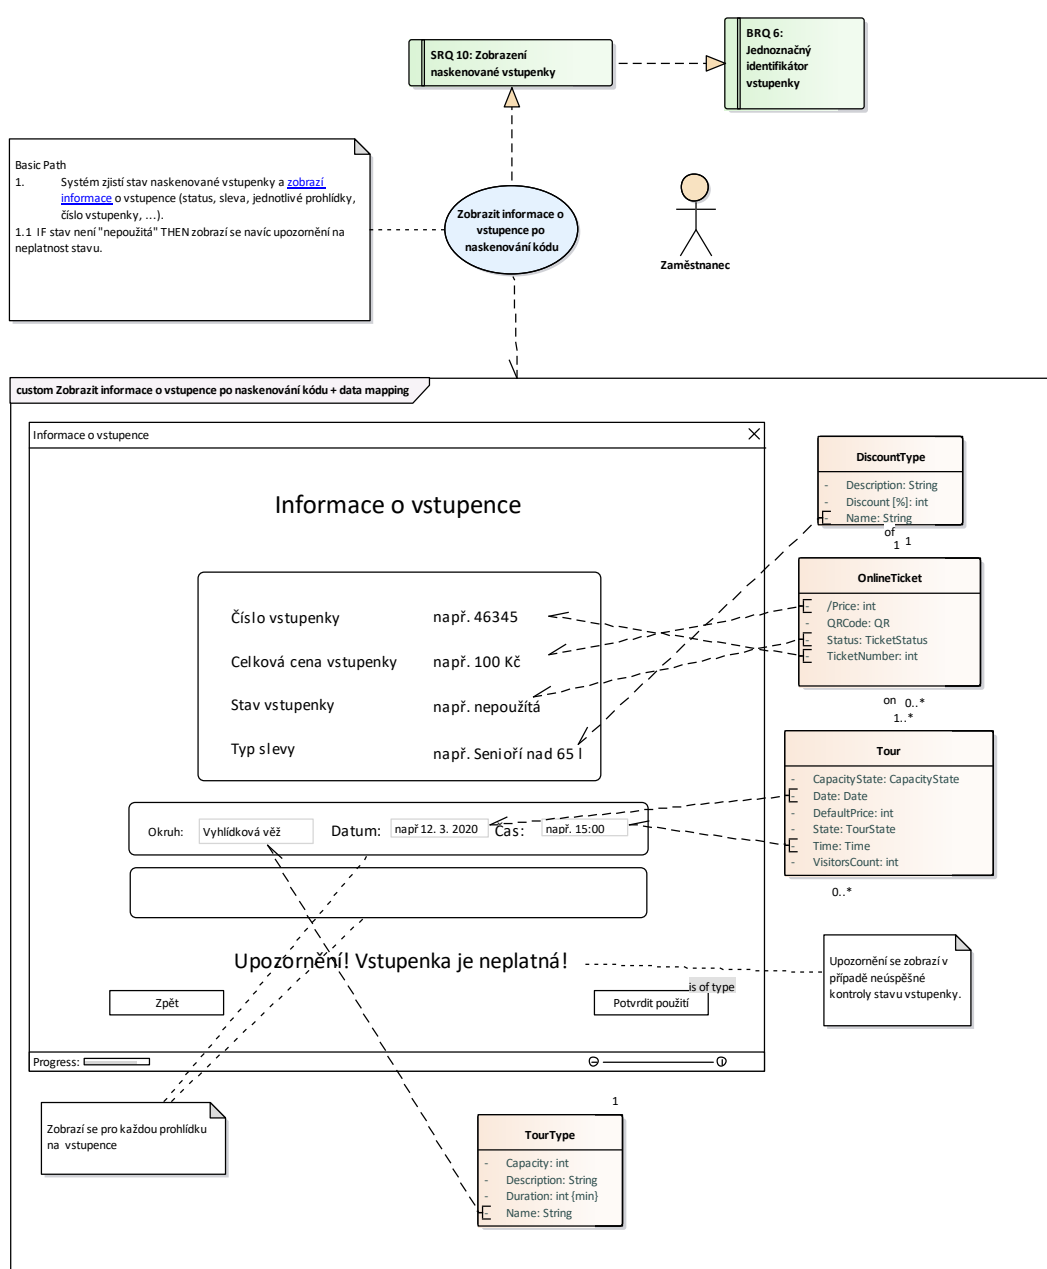 BRQ 6:
Jednoznačný
identifikátor
vstupenky
SRQ 10: Zobrazení
naskenované vstupenky
Basic Path
1. Systém zjistí stav naskenované vstupenky a zobrazí
informace o vstupence (status, sleva, jednotlivé prohlídky,
číslo vstupenky, ...).
1.1 IF stav není "nepoužitá" THEN zobrazí se navíc upozornění na
neplatnost stavu.
Zobrazit informace o
vstupence po
naskenování kódu
Zaměstnanec
custom Zobrazit informace o vstupence po naskenování kódu + data mapping
Informace o vstupence
Informace o vstupence
Číslo vstupenky např. 46345
Celková cena vstupenky např. 100 Kč
Stav vstupenky např. nepoužítá
Typ slevy např. Senioří nad 65 l
Okruh: Vyhlídková věž Datum: např 12. 3. 2020 Čas: např. 15:00
Upozornění! Vstupenka je neplatná!
Zpět
Potvrdit použití
is of type
Progress:
DiscountType
- Description: String
- Discount [%]: int
- Name: String
of
1 1
OnlineTicket
- /Price: int
- QRCode: QR
- Status: TicketStatus
- TicketNumber: int
on 0..*
1..*
Tour
- CapacityState: CapacityState
- Date: Date
- DefaultPrice: int
- State: TourState
- Time: Time
- VisitorsCount: int
0..*
Upozornění se zobrazí v
případě neúspěšné
kontroly stavu vstupenky.
Zobrazí se pro každou prohlídku
na vstupence
1
TourType
- Capacity: int
- Description: String
- Duration: int {min}
- Name: String